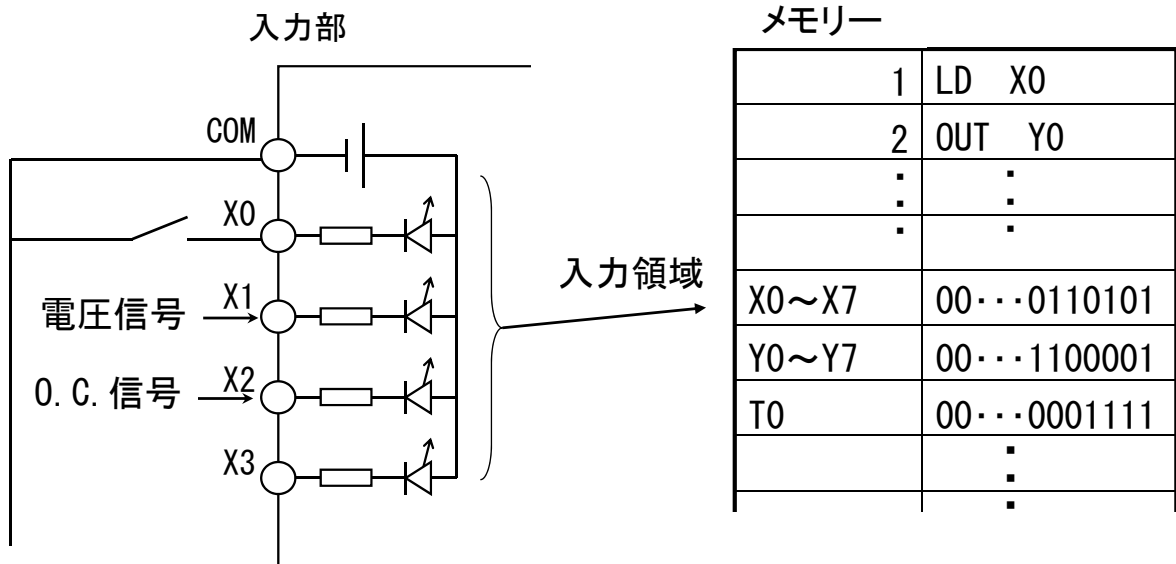 入力部
COM
X0
X1
電圧信号
X2
O.C.信号
X3
入力領域
メモリー
1 LD X0
2 OUT Y0
X0～X7 00・・・0110101
Y0～Y7 00・・・1100001
T0 00・・・0001111